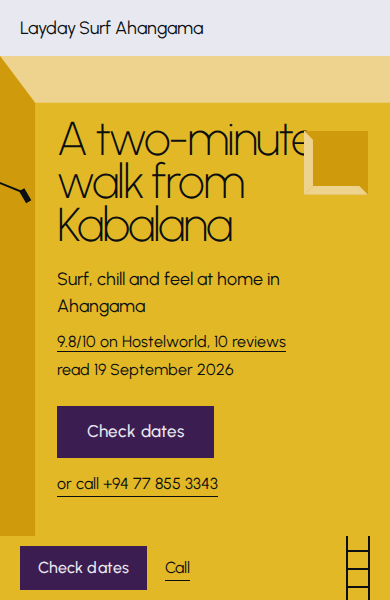 Layday Surf Ahangama
A two-minute
walk from
Kabalana
Surf, chill and feel at home in
Ahangama
9.8/10 on Hostelworld, 10 reviews
read 19 September 2026
Check dates
or call +94 77 855 3343
Check dates
Call